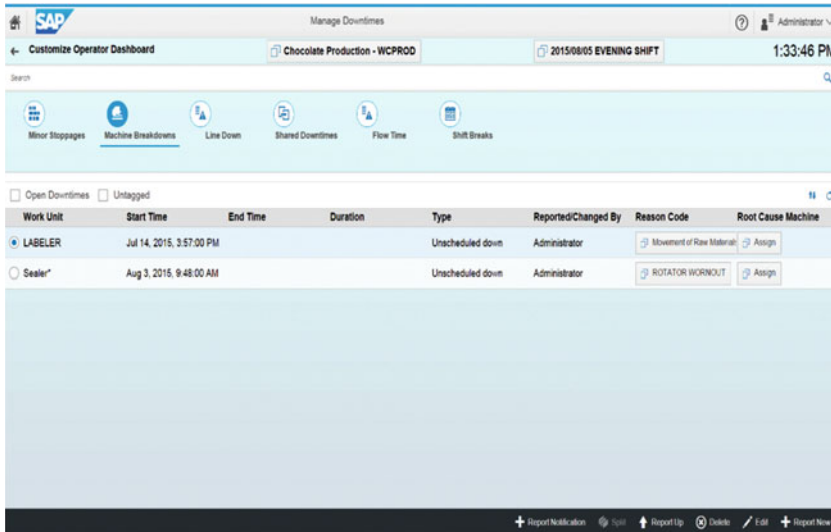 SAP Manage Downtimes Administrator
Customize Operator Dashboard Chocolate Production - WCPROD 2015/08/05 EVENING SHIFT 1:33:46 PM
Search
Minor Stoppages Machine Breakdowns Line Down Shared Downtimes Flow Time Shift Breaks
Open Downtimes Untagged
Work Unit Start Time End Time Duration Type Reported/Changed By Reason Code Root Cause Machine
LABELER Jul 14, 2015, 3:57:00 PM Unscheduled down Administrator Movement of Raw Materials Assign
Sealer* Aug 3, 2015, 9:48:00 AM Unscheduled down Administrator ROTATOR WORNOUT Assign
Report Notification Split Report Up Delete Edit Report New